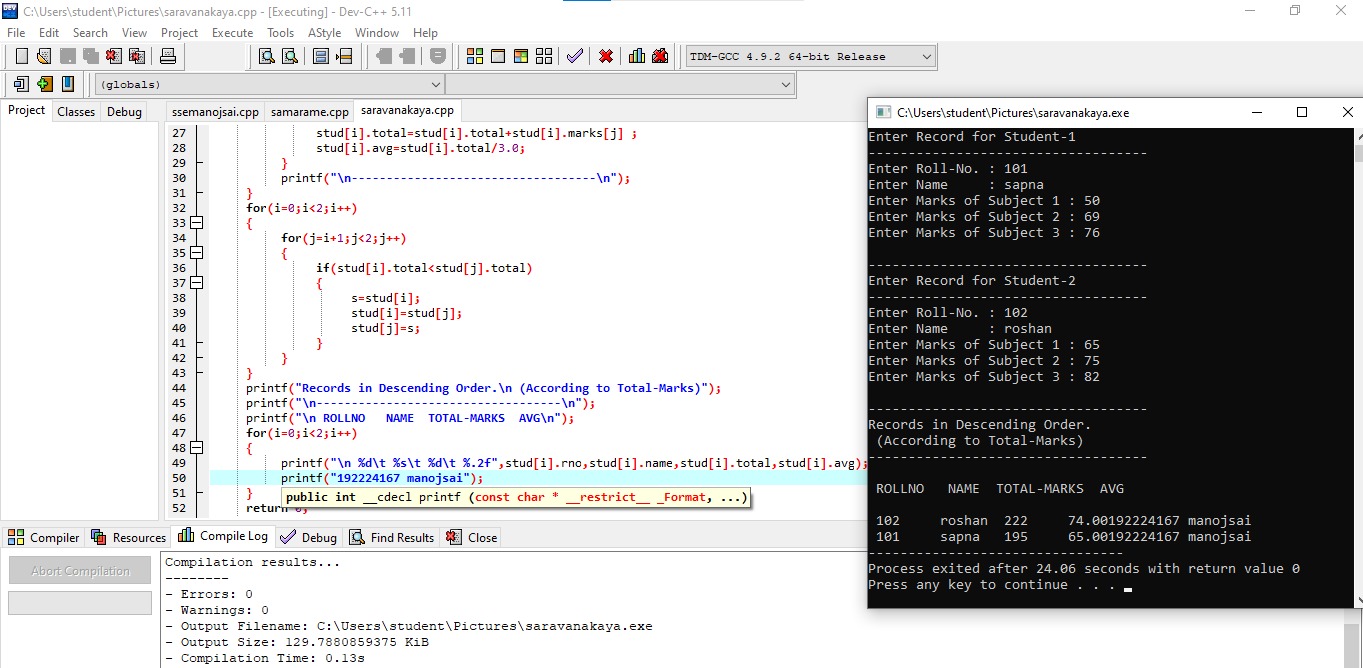 C:\Users\student\Pictures\saravanakaya.cpp - [Executing] - Dev-C++ 5.11
File Edit Search View Project Execute Tools AStyle Window Help
TDM-GCC 4.9.2 64-bit Release
(globals)
Project Classes Debug
ssemanojsai.cpp samarame.cpp saravanakaya.cpp
27 stud[i].total=stud[i].total+stud[i].marks[j] ;
28 stud[i].avg=stud[i].total/3.0;
29 }
30 printf("\n-----------------------------------\n");
31 }
32 for(i=0;i<2;i++)
33 {
34 for(j=i+1;j<2;j++)
35 {
36 if(stud[i].total<stud[j].total)
37 {
38 s=stud[i];
39 stud[i]=stud[j];
40 stud[j]=s;
41 }
42 }
43 }
44 printf("Records in Descending Order.\n (According to Total-Marks)");
45 printf("\n-----------------------------------\n");
46 printf("\n ROLLNO   NAME  TOTAL-MARKS  AVG\n");
47 for(i=0;i<2;i++)
48 {
49 printf("\n %d\t %s\t %d\t %.2f",stud[i].rno,stud[i].name,stud[i].total,stud[i].avg);
50 printf("192224167 manojsai");
51 }
public int __cdecl printf (const char * __restrict__ _Format, ...)
52 return 0;
Compiler Resources Compile Log Debug Find Results Close
Abort Compilation
Compilation results...
--------
- Errors: 0
- Warnings: 0
- Output Filename: C:\Users\student\Pictures\saravanakaya.exe
- Output Size: 129.7880859375 KiB
- Compilation Time: 0.13s
C:\Users\student\Pictures\saravanakaya.exe
Enter Record for Student-1
-----------------------------------
Enter Roll-No. : 101
Enter Name     : sapna
Enter Marks of Subject 1 : 50
Enter Marks of Subject 2 : 69
Enter Marks of Subject 3 : 76
-----------------------------------
Enter Record for Student-2
-----------------------------------
Enter Roll-No. : 102
Enter Name     : roshan
Enter Marks of Subject 1 : 65
Enter Marks of Subject 2 : 75
Enter Marks of Subject 3 : 82
-----------------------------------
Records in Descending Order.
(According to Total-Marks)
-----------------------------------
ROLLNO   NAME  TOTAL-MARKS  AVG
102     roshan  222     74.00192224167 manojsai
101     sapna   195     65.00192224167 manojsai
--------------------------------
Process exited after 24.06 seconds with return value 0
Press any key to continue . . .